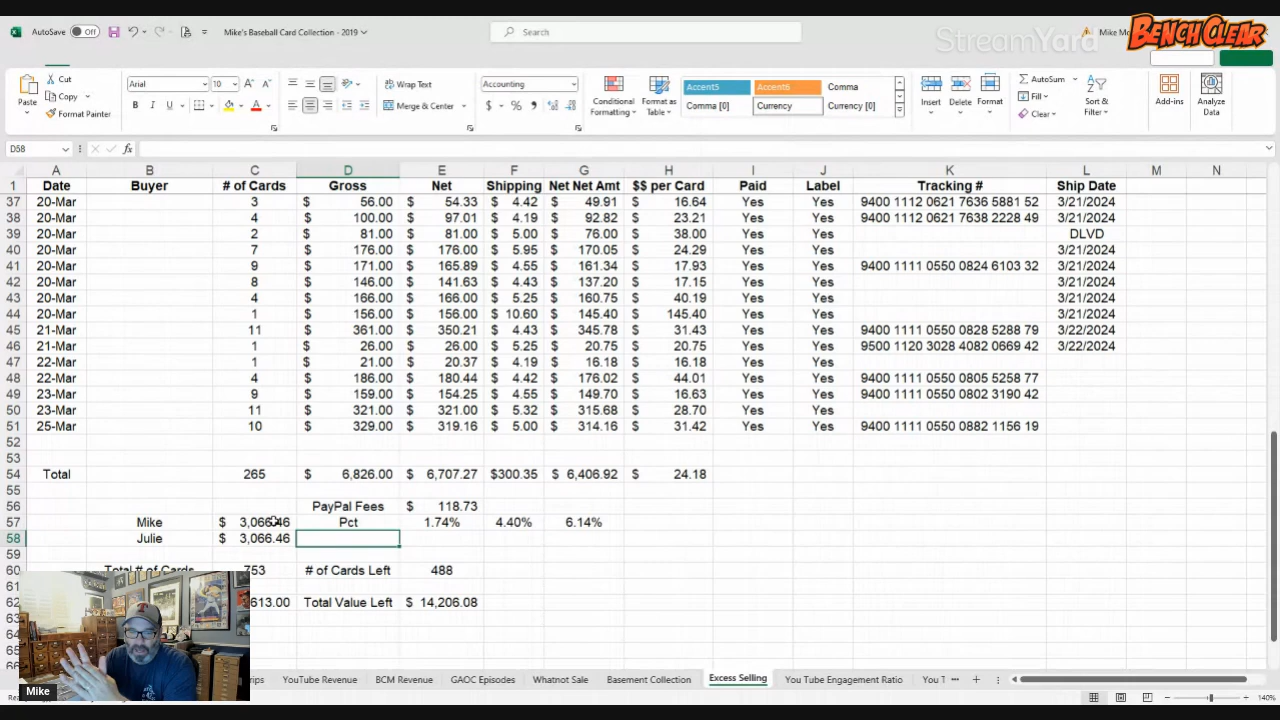 AutoSave Off Mike's Baseball Card Collection - 2019 Search Mike
StreamYard
BENCHCLEAR
Paste Cut Copy Format Painter
Arial 10 A A
B I U A
Wrap Text
Merge & Center
Accounting
$ % 9
Conditional Formatting Format as Table
Accent5 Accent6 Comma
Comma [0] Currency Currency [0]
Insert Delete Format
AutoSum Fill Clear
Sort & Filter
Add-ins
Analyze Data
D58 fx
A B C D E F G H I J K L M N
1 Date Buyer # of Cards Gross Net Shipping Net Net Amt $$ per Card Paid Label Tracking # Ship Date
37 20-Mar 3 $ 56.00 $ 54.33 $ 4.42 $ 49.91 $ 16.64 Yes Yes 9400 1112 0621 7636 5881 52 3/21/2024
38 20-Mar 4 $ 100.00 $ 97.01 $ 4.19 $ 92.82 $ 23.21 Yes Yes 9400 1112 0621 7638 2228 49 3/21/2024
39 20-Mar 2 $ 81.00 $ 81.00 $ 5.00 $ 76.00 $ 38.00 Yes Yes DLVD
40 20-Mar 7 $ 176.00 $ 176.00 $ 5.95 $ 170.05 $ 24.29 Yes Yes 3/21/2024
41 20-Mar 9 $ 171.00 $ 165.89 $ 4.55 $ 161.34 $ 17.93 Yes Yes 9400 1111 0550 0824 6103 32 3/21/2024
42 20-Mar 8 $ 146.00 $ 141.63 $ 4.43 $ 137.20 $ 17.15 Yes Yes 3/21/2024
43 20-Mar 4 $ 166.00 $ 166.00 $ 5.25 $ 160.75 $ 40.19 Yes Yes 3/21/2024
44 20-Mar 1 $ 156.00 $ 156.00 $ 10.60 $ 145.40 $ 145.40 Yes Yes 3/21/2024
45 21-Mar 11 $ 361.00 $ 350.21 $ 4.43 $ 345.78 $ 31.43 Yes Yes 9400 1111 0550 0828 5288 79 3/22/2024
46 21-Mar 1 $ 26.00 $ 26.00 $ 5.25 $ 20.75 $ 20.75 Yes Yes 9500 1120 3028 4082 0669 42 3/22/2024
47 22-Mar 1 $ 21.00 $ 20.37 $ 4.19 $ 16.18 $ 16.18 Yes Yes
48 22-Mar 4 $ 186.00 $ 180.44 $ 4.42 $ 176.02 $ 44.01 Yes Yes 9400 1111 0550 0805 5258 77
49 23-Mar 9 $ 159.00 $ 154.25 $ 4.55 $ 149.70 $ 16.63 Yes Yes 9400 1111 0550 0802 3190 42
50 23-Mar 11 $ 321.00 $ 321.00 $ 5.32 $ 315.68 $ 28.70 Yes Yes
51 25-Mar 10 $ 329.00 $ 319.16 $ 5.00 $ 314.16 $ 31.42 Yes Yes 9400 1111 0550 0882 1156 19
52
53
54 Total 265 $ 6,826.00 $ 6,707.27 $300.35 $ 6,406.92 $ 24.18
55
56 PayPal Fees $ 118.73
57 Mike $ 3,066.46 Pct 1.74% 4.40% 6.14%
58 Julie $ 3,066.46
59
60 Total # of Cards 753 # of Cards Left 488
61
62 613.00 Total Value Left $ 14,206.08
63
64
65
66
Mike
rips YouTube Revenue BCM Revenue GAOC Episodes Whatnot Sale Basement Collection Excess Selling You Tube Engagement Ratio You T ... +
140%